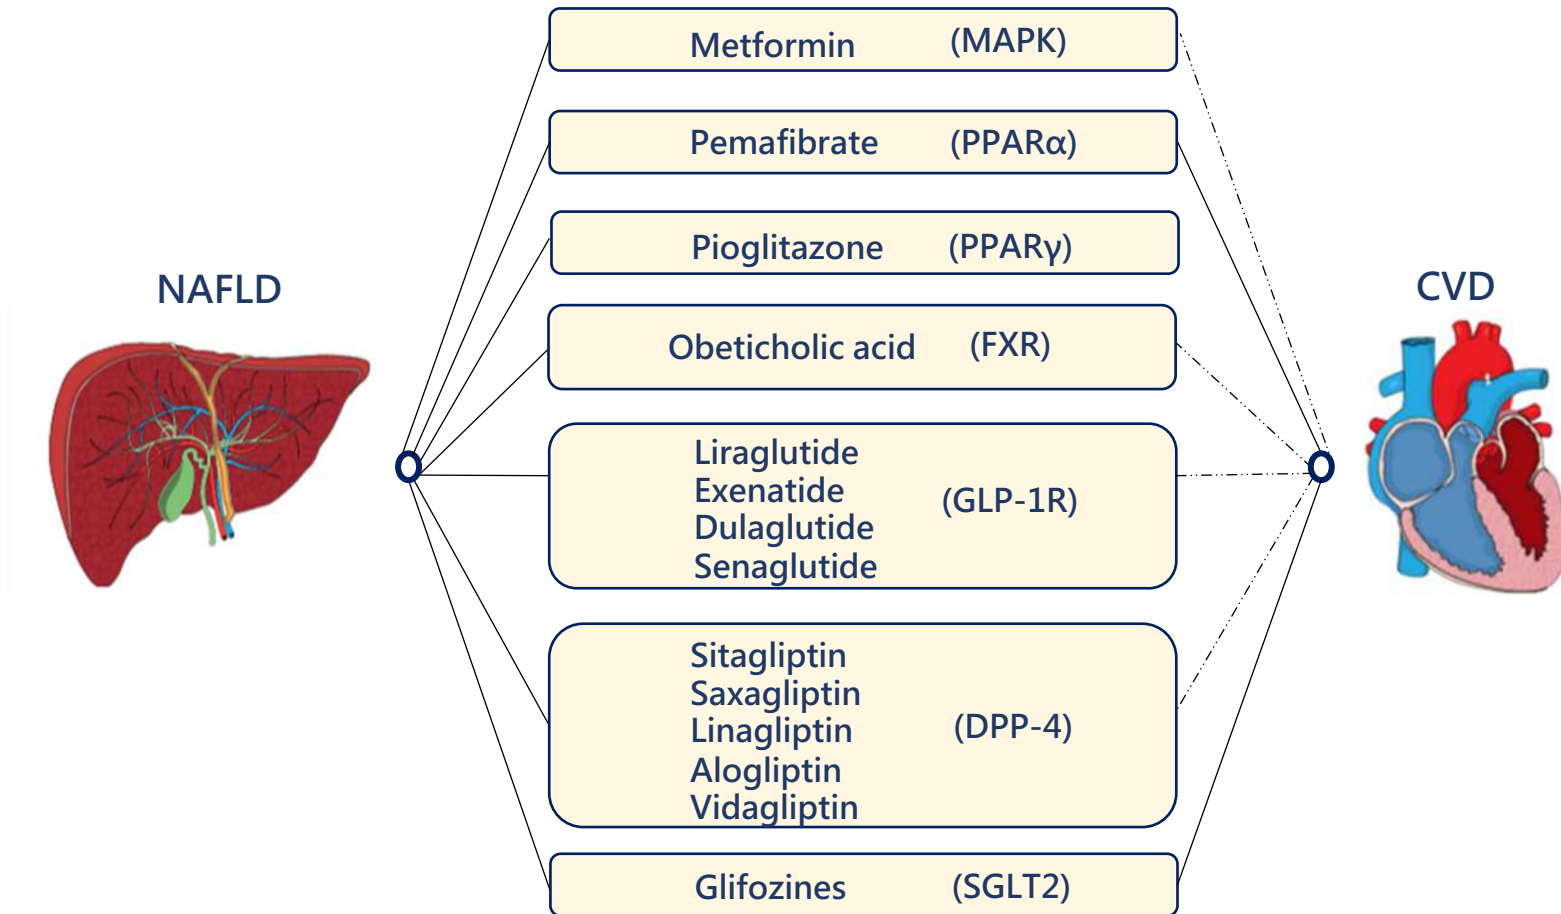 NAFLD
CVD
Metformin (MAPK)
Pemafibrate (PPARα)
Pioglitazone (PPARγ)
Obeticholic acid (FXR)
Liraglutide
Exenatide
Dulaglutide
Senaglutide
(GLP-1R)
Sitagliptin
Saxagliptin
Linagliptin
Alogliptin
Vidagliptin
(DPP-4)
Glifozines (SGLT2)